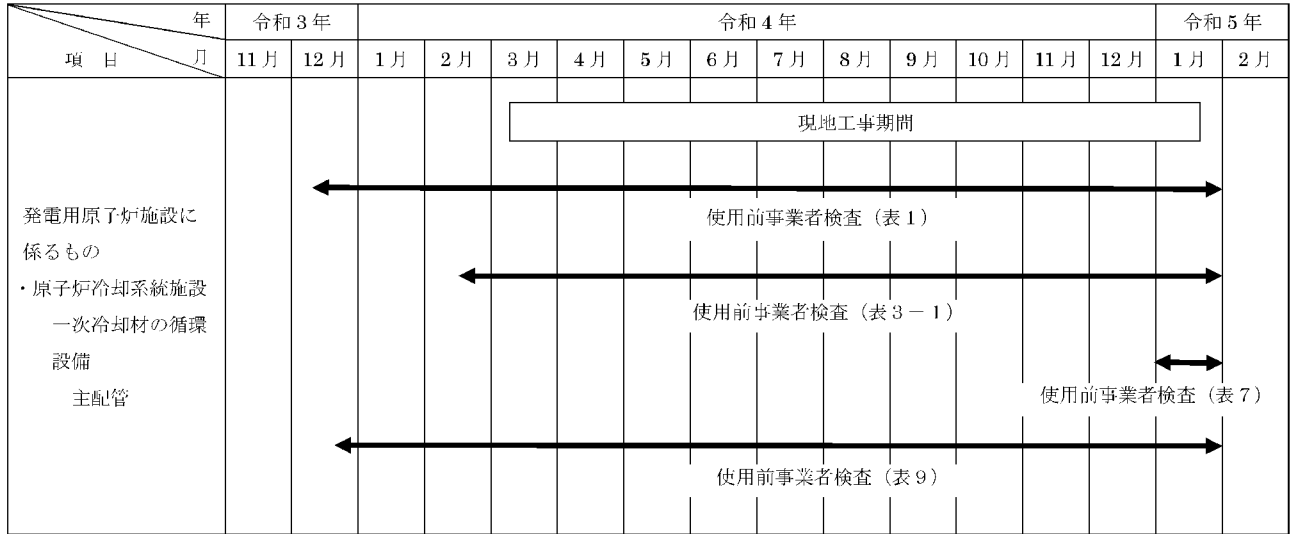 年
令和3年
令和4年
令和5年
項 目
月
11月
12月
1月
2月
3月
4月
5月
6月
7月
8月
9月
10月
11月
12月
1月
2月
現地工事期間
発電用原子炉施設に
係るもの
・原子炉冷却系統施設
一次冷却材の循環
設備
主配管
使用前事業者検査（表1）
使用前事業者検査（表3－1）
使用前事業者検査（表7）
使用前事業者検査（表9）